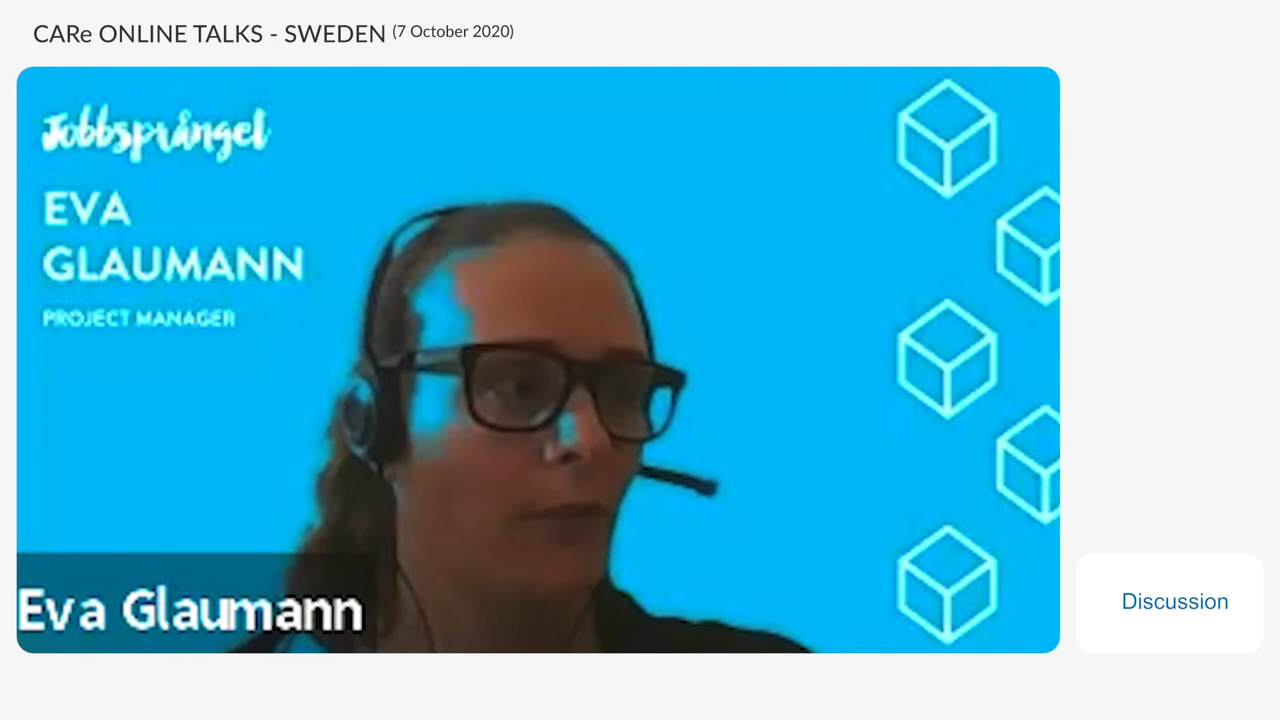 CARe ONLINE TALKS - SWEDEN (7 October 2020)
Jobbsprånget
EVA
GLAUMANN
PROJECT MANAGER
Eva Glaumann
Discussion